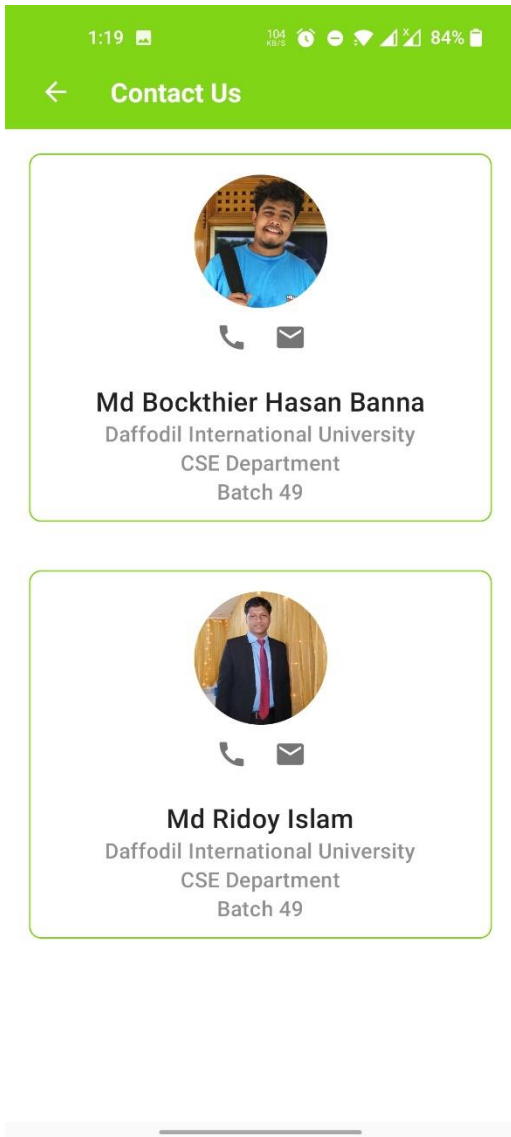 1:19
104
KB/S
84%
Contact Us
Md Bockthier Hasan Banna
Daffodil International University
CSE Department
Batch 49
Md Ridoy Islam
Daffodil International University
CSE Department
Batch 49